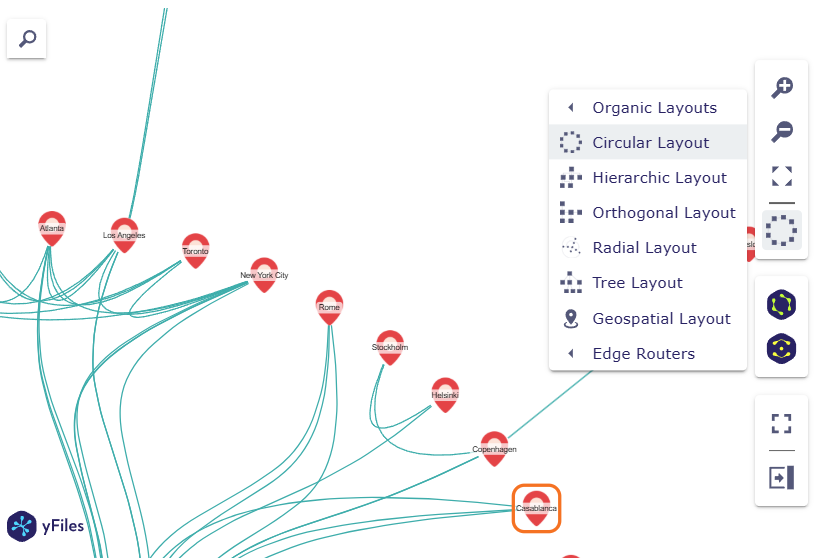 Organic Layouts
Circular Layout
Hierarchic Layout
Orthogonal Layout
Radial Layout
Tree Layout
Geospatial Layout
Edge Routers
Atlanta
Los Angeles
Toronto
New York City
Rome
Stockholm
Helsinki
Copenhagen
Casablanca
yFiles